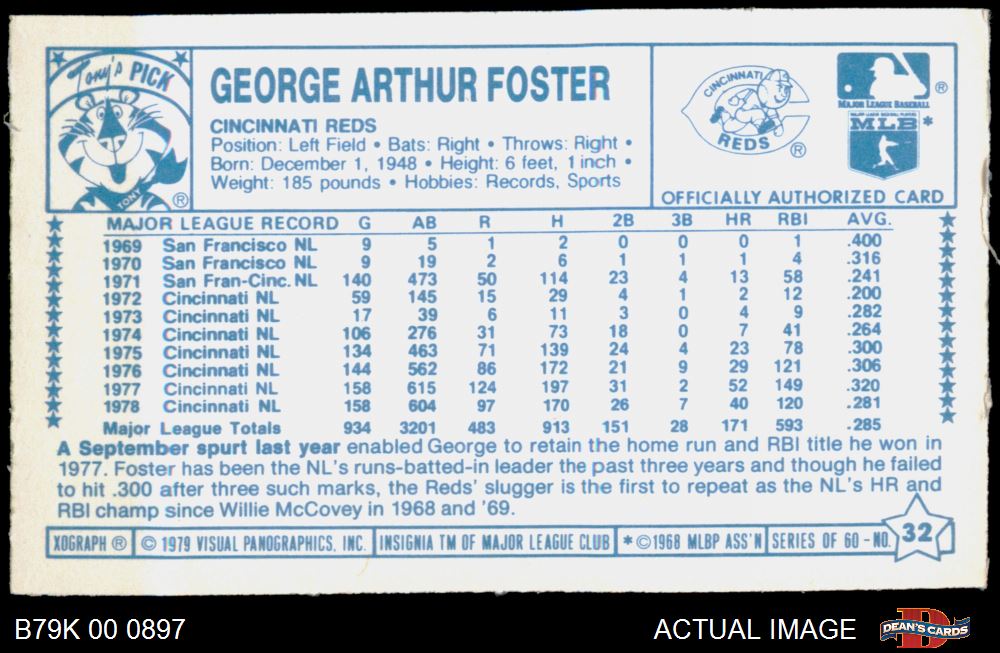 Tony's PICK
TONY ®
GEORGE ARTHUR FOSTER
CINCINNATI REDS
Position: Left Field • Bats: Right • Throws: Right •
Born: December 1, 1948 • Height: 6 feet, 1 inch •
Weight: 185 pounds • Hobbies: Records, Sports
CINCINNATI
REDS ®
®
MAJOR LEAGUE BASEBALL
MAJOR LEAGUE BASEBALL PLAYERS
MLB *
OFFICIALLY AUTHORIZED CARD
MAJOR LEAGUE RECORD G AB R H 2B 3B HR RBI AVG.
1969 San Francisco NL 9 5 1 2 0 0 0 1 .400
1970 San Francisco NL 9 19 2 6 1 1 1 4 .316
1971 San Fran-Cinc. NL 140 473 50 114 23 4 13 58 .241
1972 Cincinnati NL 59 145 15 29 4 1 2 12 .200
1973 Cincinnati NL 17 39 6 11 3 0 4 9 .282
1974 Cincinnati NL 106 276 31 73 18 0 7 41 .264
1975 Cincinnati NL 134 463 71 139 24 4 23 78 .300
1976 Cincinnati NL 144 562 86 172 21 9 29 121 .306
1977 Cincinnati NL 158 615 124 197 31 2 52 149 .320
1978 Cincinnati NL 158 604 97 170 26 7 40 120 .281
Major League Totals 934 3201 483 913 151 28 171 593 .285
A September spurt last year enabled George to retain the home run and RBI title he won in
1977. Foster has been the NL's runs-batted-in leader the past three years and though he failed
to hit .300 after three such marks, the Reds' slugger is the first to repeat as the NL's HR and
RBI champ since Willie McCovey in 1968 and '69.
XOGRAPH ® © 1979 VISUAL PANOGRAPHICS, INC. INSIGNIA TM OF MAJOR LEAGUE CLUB * © 1968 MLBP ASS'N SERIES OF 60 - NO. 32
B79K 00 0897 ACTUAL IMAGE D DEAN'S CARDS